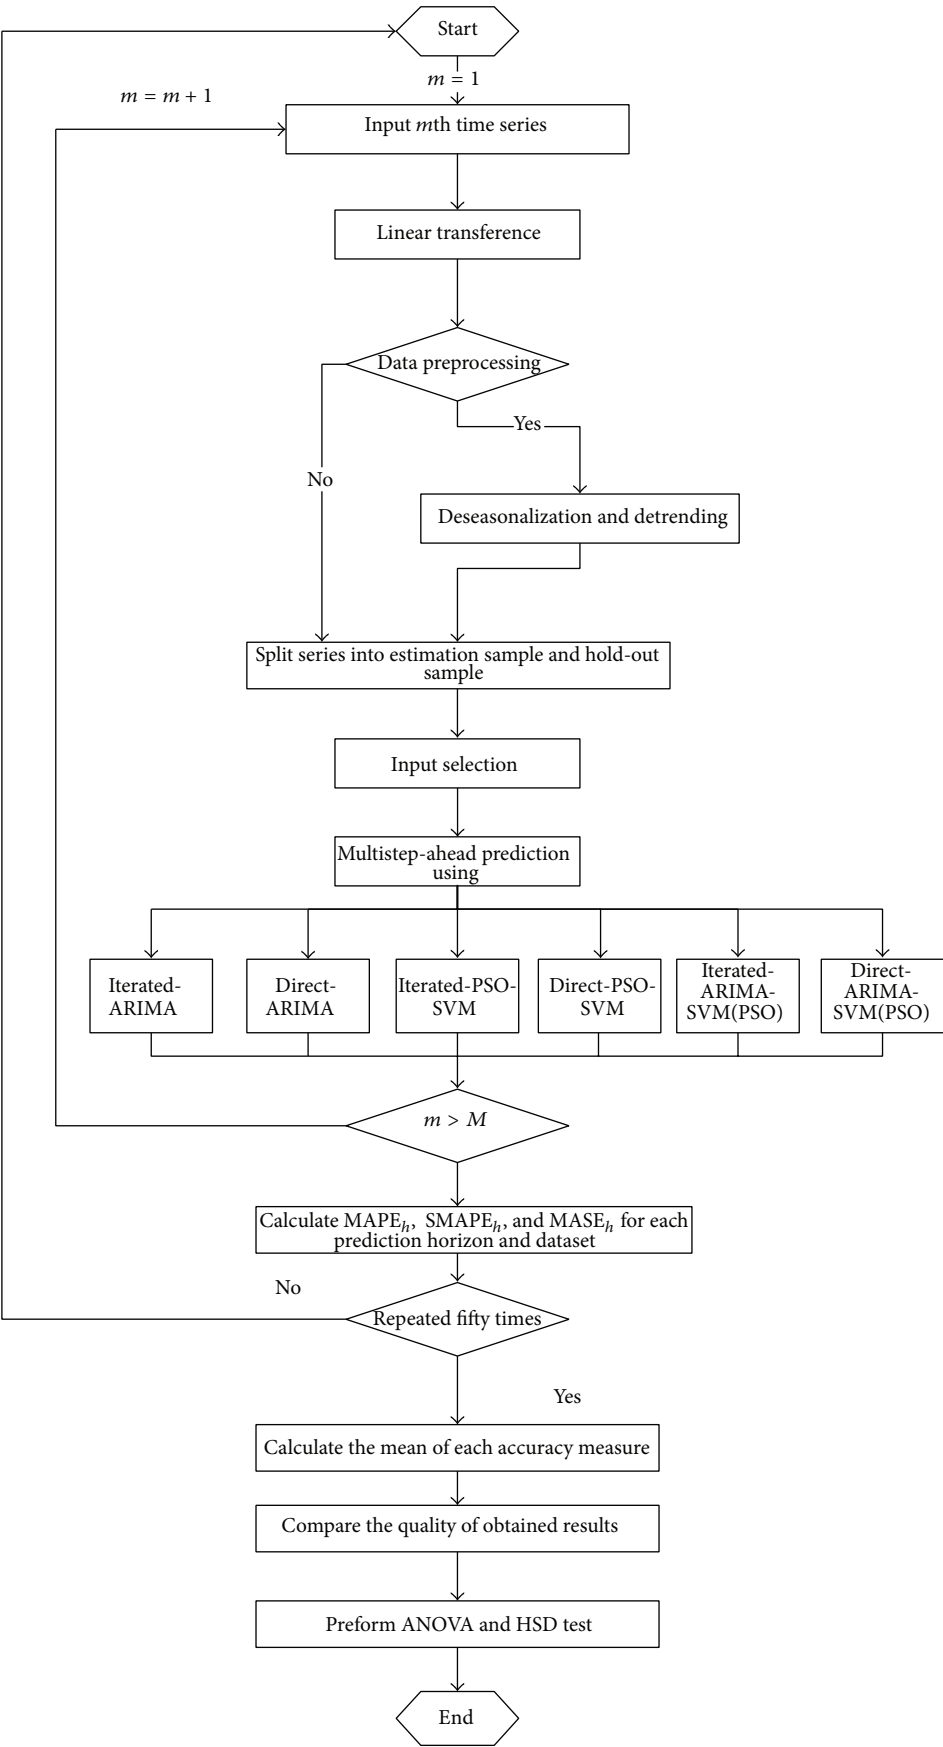 Start
m = 1
m = m + 1
Input mth time series
Linear transference
Data preprocessing
Yes
No
Deseasonalization and detrending
Split series into estimation sample and hold-out
sample
Input selection
Multistep-ahead prediction
using
Iterated-
ARIMA
Direct-
ARIMA
Iterated-PSO-
SVM
Direct-PSO-
SVM
Iterated-
ARIMA-
SVM(PSO)
Direct-
ARIMA-
SVM(PSO)
m > M
Calculate MAPEₕ, SMAPEₕ, and MASEₕ for each
prediction horizon and dataset
No
Repeated fifty times
Yes
Calculate the mean of each accuracy measure
Compare the quality of obtained results
Preform ANOVA and HSD test
End